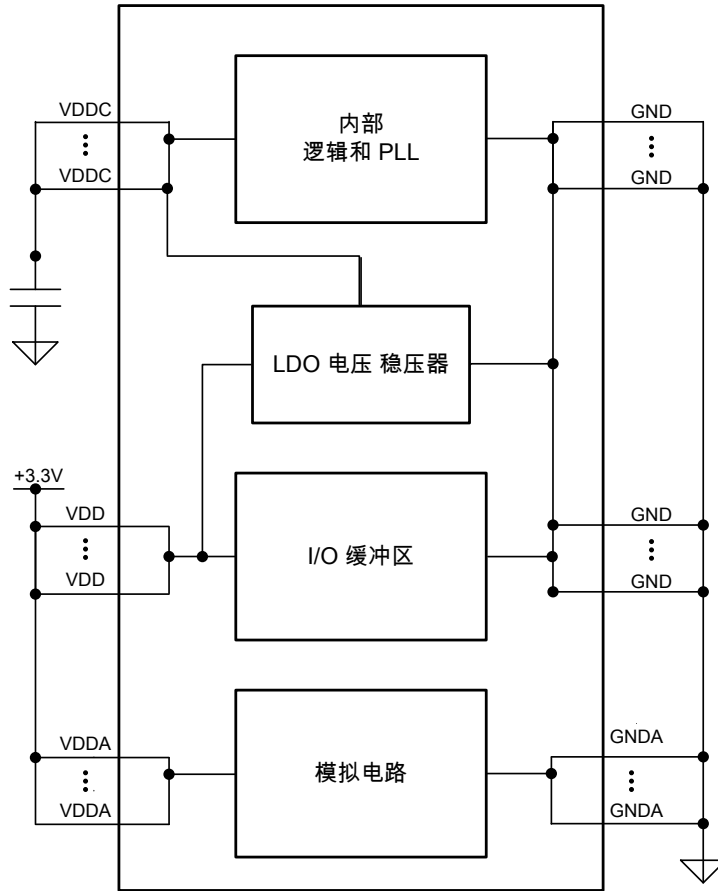 VDDC
VDDC
内部
逻辑和 PLL
GND
GND
LDO 电压 稳压器
+3.3V
VDD
VDD
I/O 缓冲区
GND
GND
VDDA
VDDA
模拟电路
GNDA
GNDA